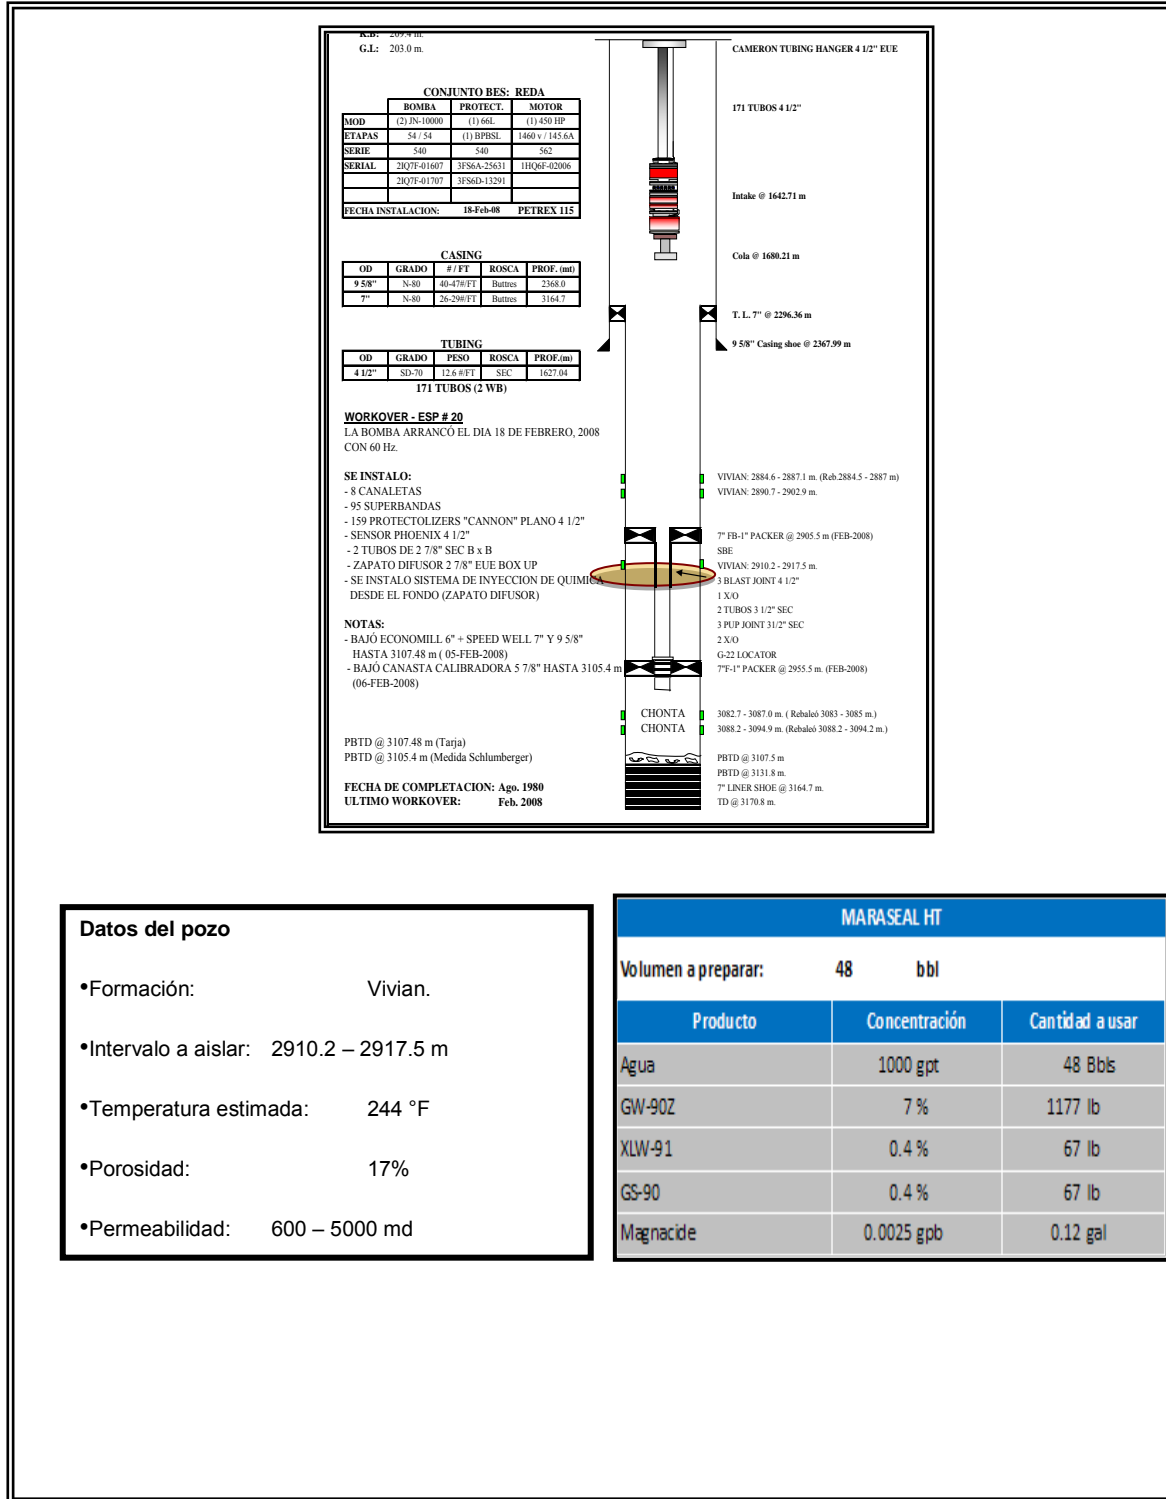 K.B: 209.4 m.
G.L: 203.0 m.
CONJUNTO BES: REDA
BOMBA PROTECT. MOTOR
MOD (2) JN-10000 (1) 66L (1) 450 HP
ETAPAS 54 / 54 (1) BPBSL 1460 v / 145.6A
SERIE 540 540 562
SERIAL 2IQ7F-01607 3FS6A-25631 1HQ6F-02006
2IQ7F-01707 3FS6D-13291
FECHA INSTALACION: 18-Feb-08 PETREX 115
CASING
OD GRADO # / FT ROSCA PROF. (mt)
9 5/8" N-80 40-47#/FT Buttres 2368.0
7" N-80 26-29#/FT Buttres 3164.7
TUBING
OD GRADO PESO ROSCA PROF.(m)
4 1/2" SD-70 12.6 #/FT SEC 1627.04
171 TUBOS (2 WB)
WORKOVER - ESP # 20
LA BOMBA ARRANCÓ EL DIA 18 DE FEBRERO, 2008
CON 60 Hz.
SE INSTALO:
- 8 CANALETAS
- 95 SUPERBANDAS
- 159 PROTECTOLIZERS "CANNON" PLANO 4 1/2"
- SENSOR PHOENIX 4 1/2"
- 2 TUBOS DE 2 7/8" SEC B x B
- ZAPATO DIFUSOR 2 7/8" EUE BOX UP
- SE INSTALO SISTEMA DE INYECCION DE QUIMICA
DESDE EL FONDO (ZAPATO DIFUSOR)
NOTAS:
- BAJÓ ECONOMILL 6" + SPEED WELL 7" Y 9 5/8"
HASTA 3107.48 m ( 05-FEB-2008)
- BAJÓ CANASTA CALIBRADORA 5 7/8" HASTA 3105.4 m
(06-FEB-2008)
PBTD @ 3107.48 m (Tarja)
PBTD @ 3105.4 m (Medida Schlumberger)
FECHA DE COMPLETACION: Ago. 1980
ULTIMO WORKOVER: Feb. 2008
CAMERON TUBING HANGER 4 1/2" EUE
171 TUBOS 4 1/2"
Intake @ 1642.71 m
Cola @ 1680.21 m
T. L. 7" @ 2296.36 m
9 5/8" Casing shoe @ 2367.99 m
VIVIAN: 2884.6 - 2887.1 m. (Reb.2884.5 - 2887 m)
VIVIAN: 2890.7 - 2902.9 m.
7" FB-1" PACKER @ 2905.5 m (FEB-2008)
SBE
VIVIAN: 2910.2 - 2917.5 m.
3 BLAST JOINT 4 1/2"
1 X/O
2 TUBOS 3 1/2" SEC
3 PUP JOINT 31/2" SEC
2 X/O
G-22 LOCATOR
7"F-1" PACKER @ 2955.5 m. (FEB-2008)
CHONTA 3082.7 - 3087.0 m. ( Rebaleó 3083 - 3085 m.)
CHONTA 3088.2 - 3094.9 m. (Rebaleó 3088.2 - 3094.2 m.)
PBTD @ 3107.5 m
PBTD @ 3131.8 m.
7" LINER SHOE @ 3164.7 m.
TD @ 3170.8 m.
Datos del pozo
•Formación: Vivian.
•Intervalo a aislar: 2910.2 – 2917.5 m
•Temperatura estimada: 244 °F
•Porosidad: 17%
•Permeabilidad: 600 – 5000 md
MARASEAL HT
Volumen a preparar: 48 bbl
Producto Concentración Cantidad a usar
Agua 1000 gpt 48 Bbls
GW-90Z 7 % 1177 lb
XLW-91 0.4 % 67 lb
GS-90 0.4 % 67 lb
Magnacide 0.0025 gpb 0.12 gal